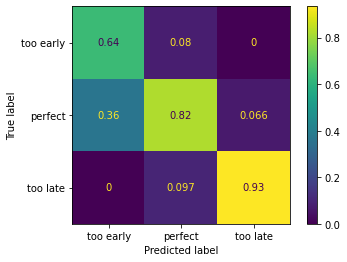 too early 0.64 0.08 0
perfect 0.36 0.82 0.066
too late 0 0.097 0.93
too early perfect too late
Predicted label
True label
0.8
0.6
0.4
0.2
0.0